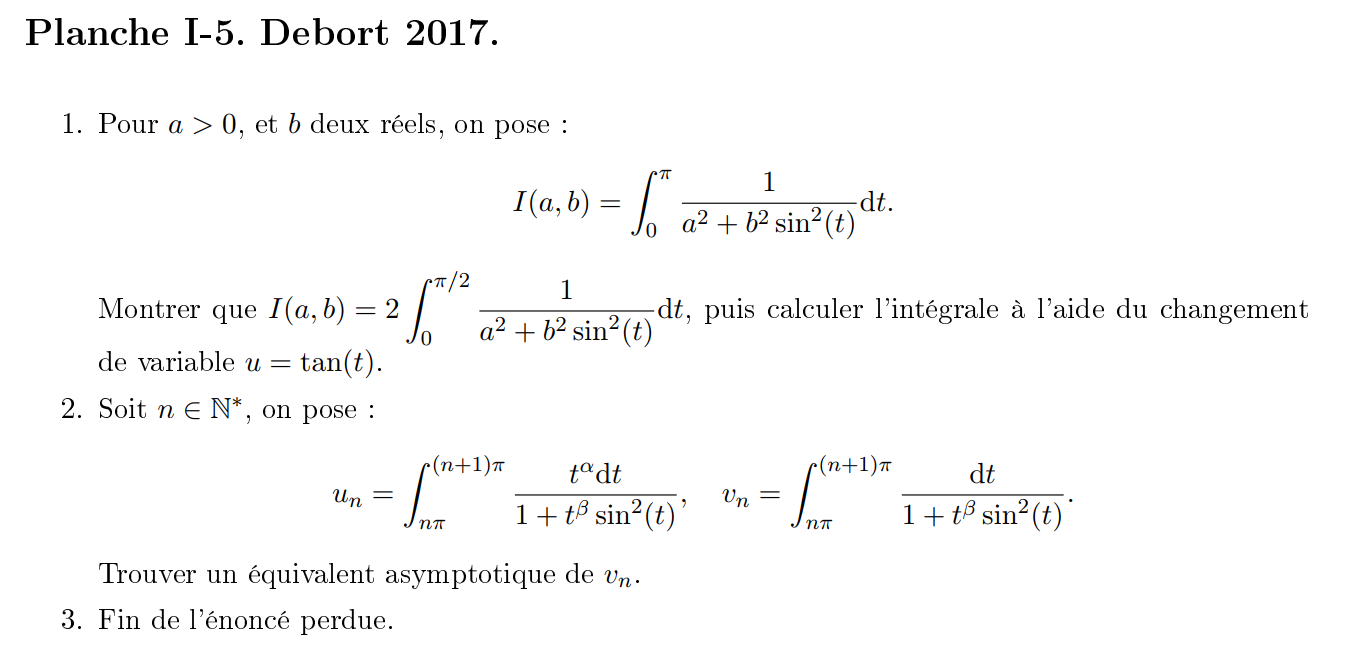 Planche I-5. Debort 2017.
1. Pour $a > 0$, et $b$ deux réels, on pose :
$$I(a, b) = \int_0^{\pi} \frac{1}{a^2 + b^2 \sin^2(t)} \mathrm{d}t.$$
Montrer que $I(a, b) = 2 \int_0^{\pi/2} \frac{1}{a^2 + b^2 \sin^2(t)} \mathrm{d}t$, puis calculer l'intégrale à l'aide du changement
de variable $u = \tan(t)$.
2. Soit $n \in \mathbb{N}^*$, on pose :
$$u_n = \int_{n\pi}^{(n+1)\pi} \frac{t^{\alpha} \mathrm{d}t}{1 + t^{\beta} \sin^2(t)}, \quad v_n = \int_{n\pi}^{(n+1)\pi} \frac{\mathrm{d}t}{1 + t^{\beta} \sin^2(t)}.$$
Trouver un équivalent asymptotique de $v_n$.
3. Fin de l'énoncé perdue.